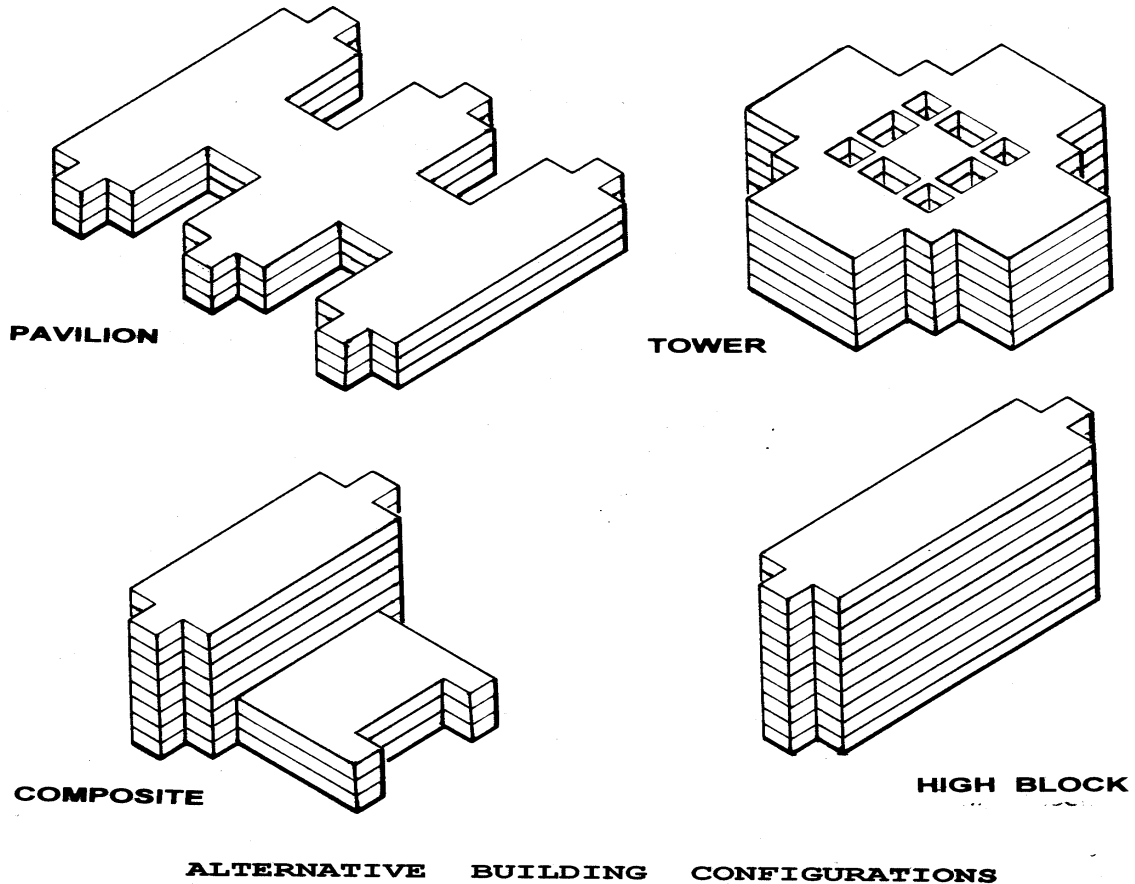 PAVILION
TOWER
COMPOSITE
HIGH BLOCK
ALTERNATIVE BUILDING CONFIGURATIONS